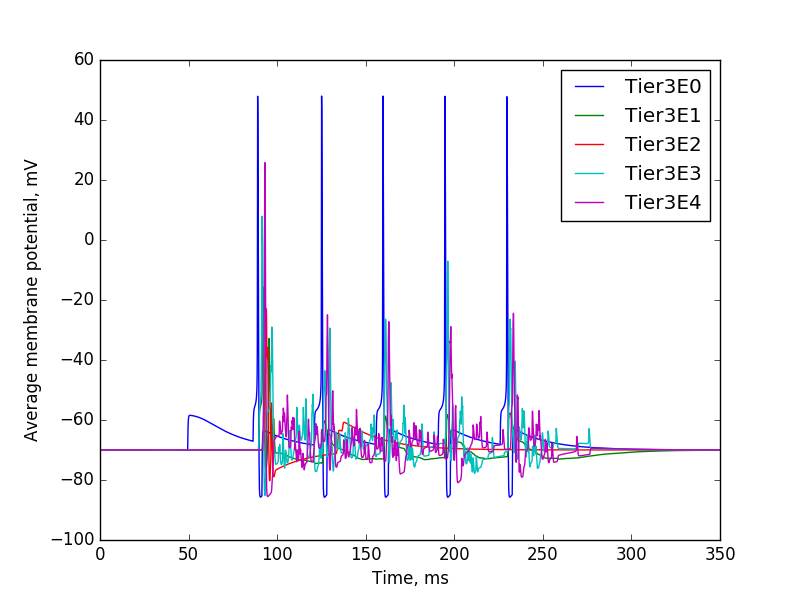 60
40
20
0
−20
−40
−60
−80
−100
0 50 100 150 200 250 300 350
Average membrane potential, mV
Time, ms
Tier3E0
Tier3E1
Tier3E2
Tier3E3
Tier3E4